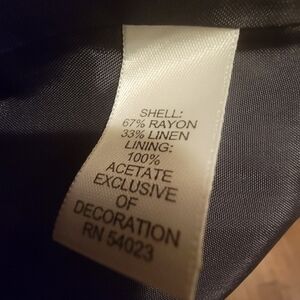 SHELL:
67% RAYON
33% LINEN
LINING:
100%
ACETATE
EXCLUSIVE
OF
DECORATION
RN 54023